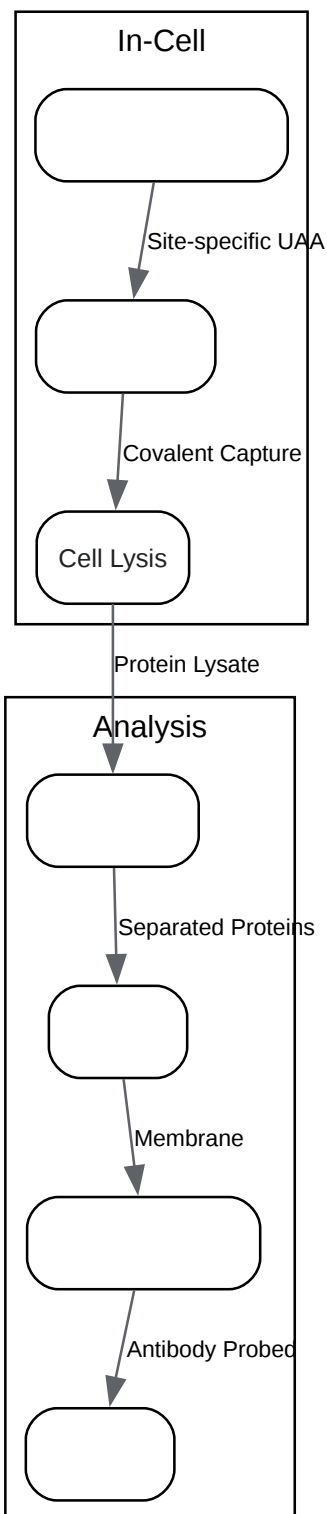 In-Cell
Site-specific UAA
Covalent Capture
Cell Lysis
Protein Lysate
Analysis
Separated Proteins
Membrane
Antibody Probed